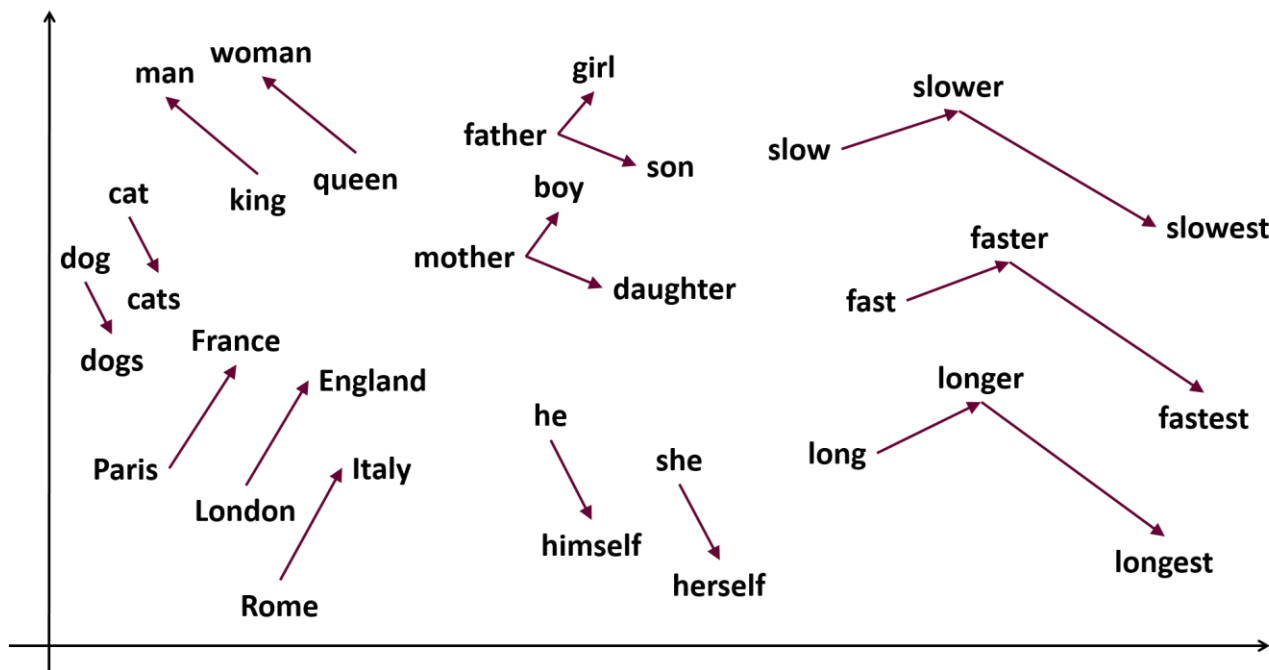 woman
man
girl
slower
father
slow
son
boy
queen
cat
king
slowest
faster
dog
mother
daughter
cats
fast
France
dogs
England
longer
he
fastest
she
long
Paris
Italy
London
himself
longest
herself
Rome